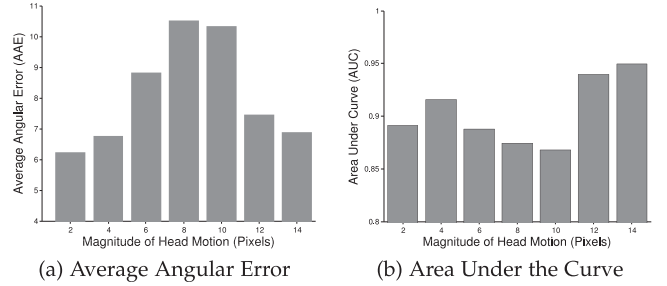 11
10
9
8
7
6
5
4
Average Angular Error (AAE)
2 4 6 8 10 12 14
Magnitude of Head Motion (Pixels)
(a) Average Angular Error
1
0.95
0.9
0.85
0.8
Area Under Curve (AUC)
2 4 6 8 10 12 14
Magnitude of Head Motion (Pixels)
(b) Area Under the Curve